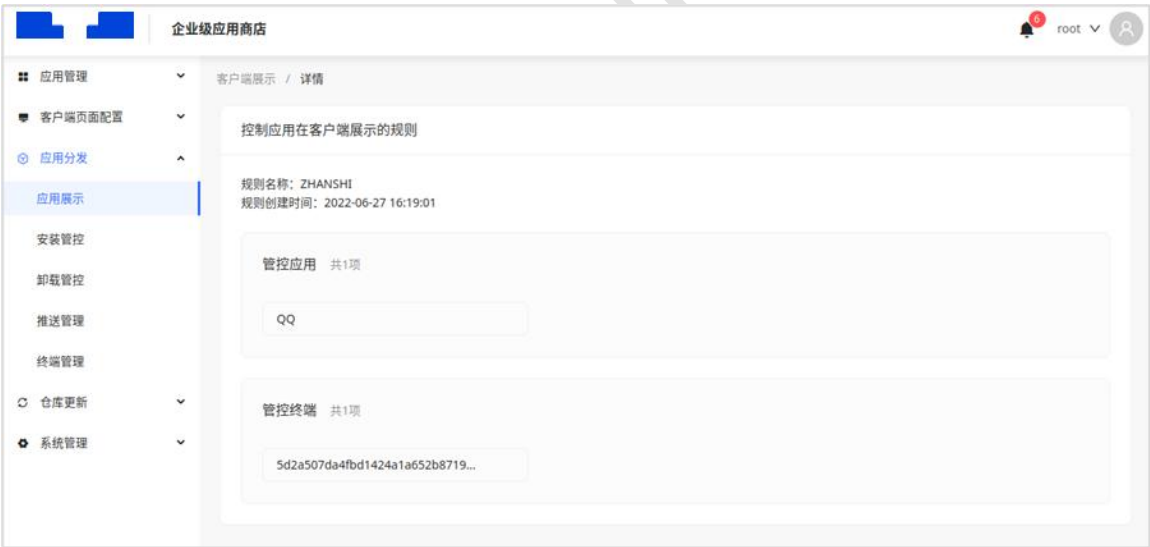 企业级应用商店
6
root
应用管理
客户端页面配置
应用分发
应用展示
安装管控
卸载管控
推送管理
终端管理
仓库更新
系统管理
客户端展示 / 详情
控制应用在客户端展示的规则
规则名称：ZHANSHI
规则创建时间：2022-06-27 16:19:01
管控应用 共1项
QQ
管控终端 共1项
5d2a507da4fbd1424a1a652b8719...